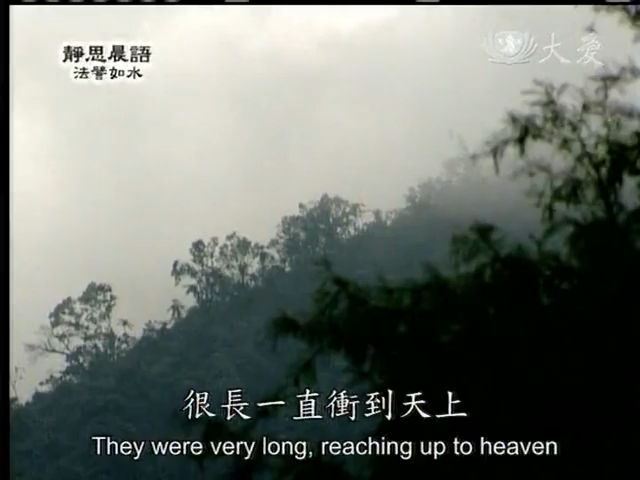 靜思晨語
法譬如水
大愛
很長一直衝到天上
They were very long, reaching up to heaven